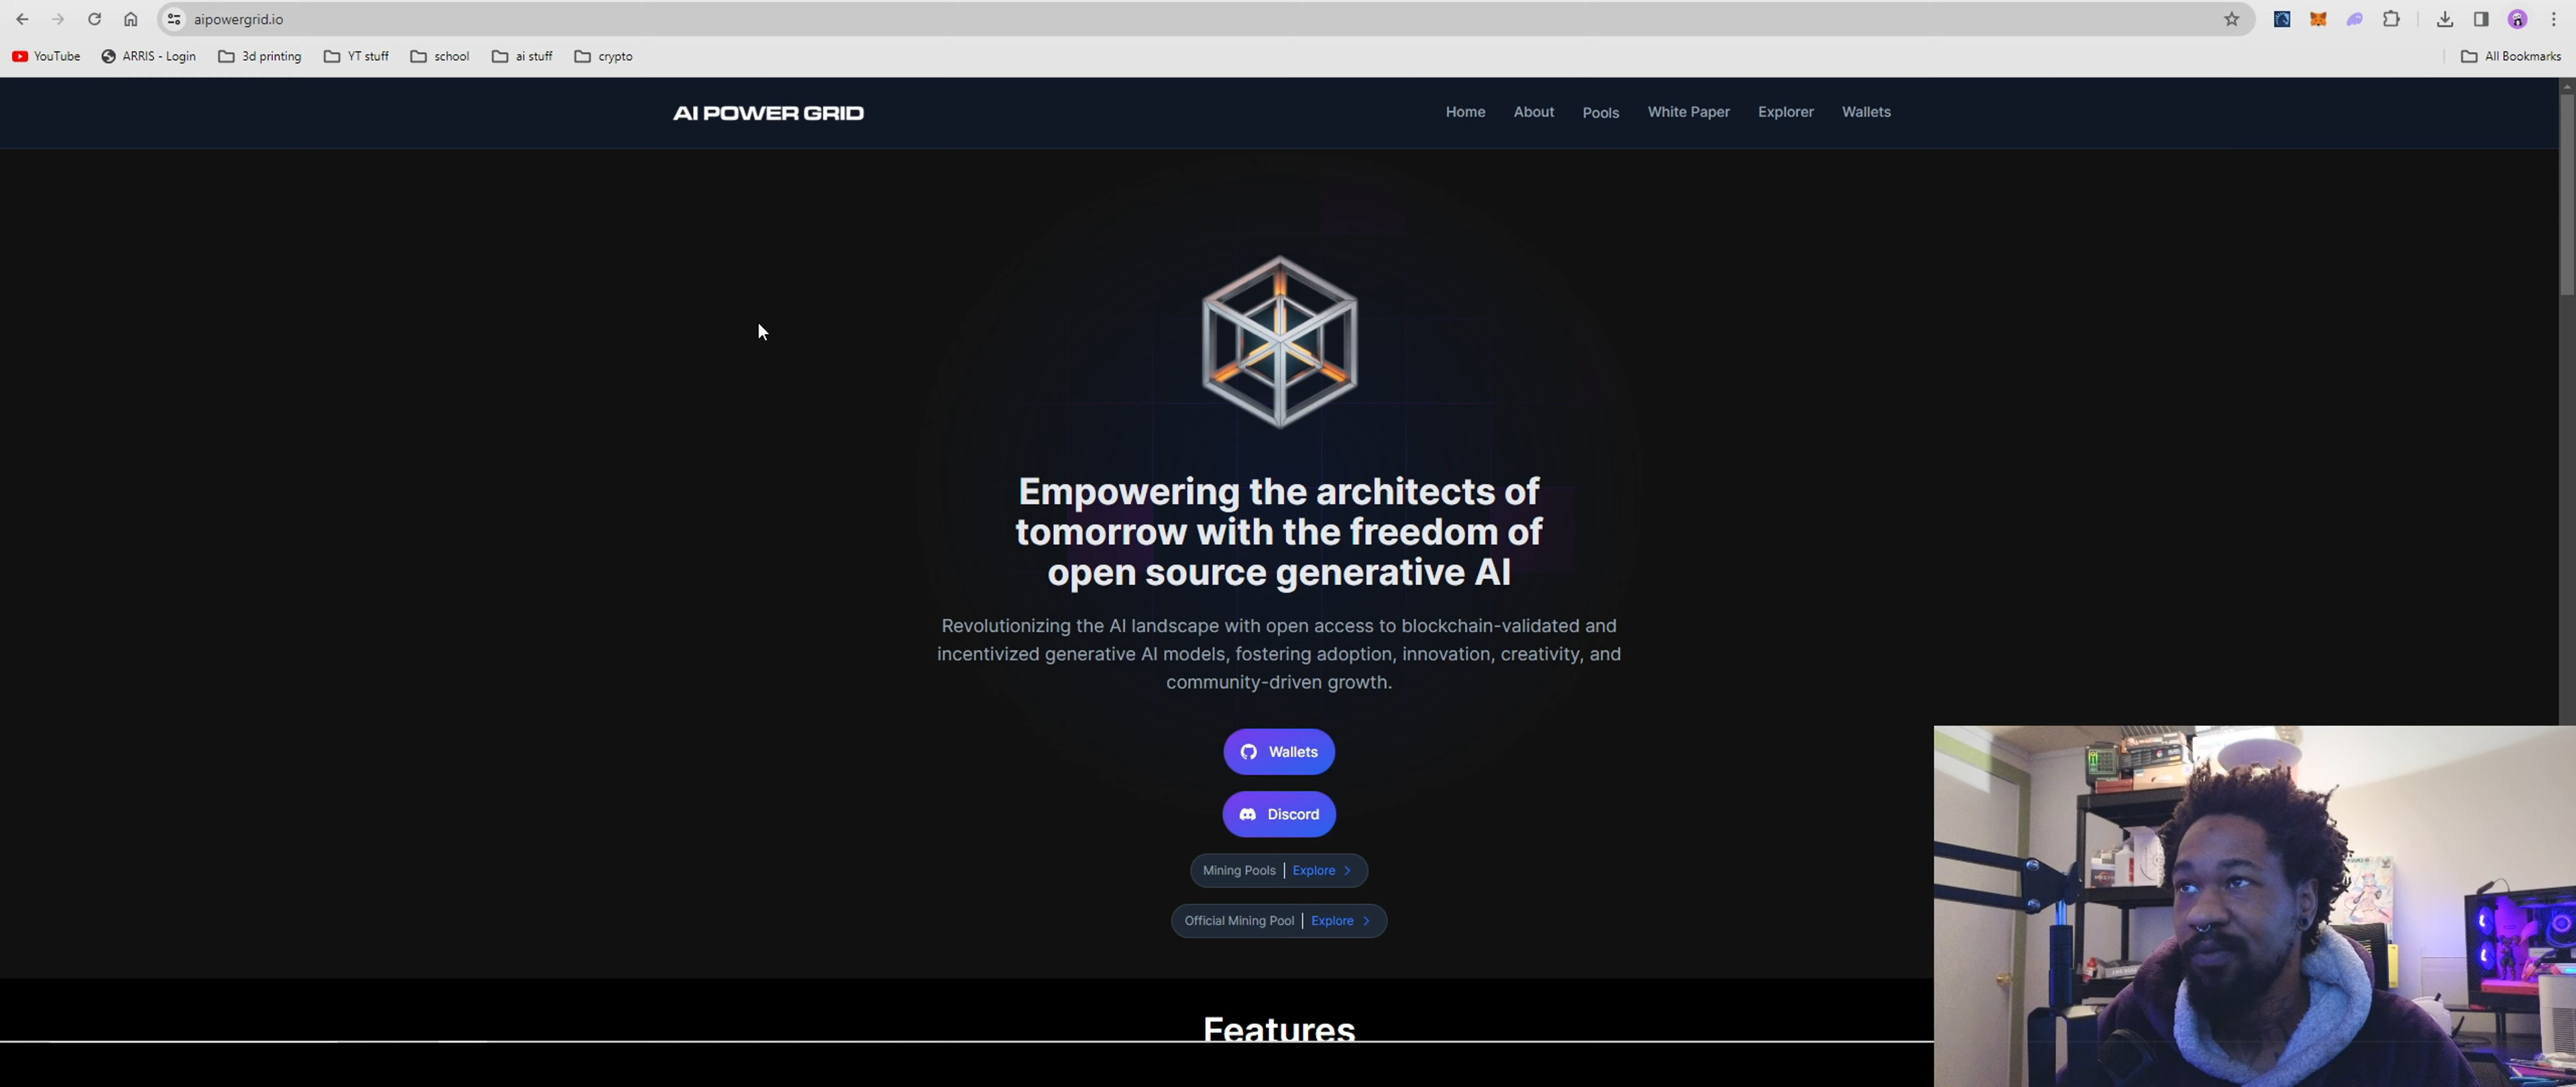 aipowergrid.io
YouTube ARRIS - Login 3d printing YT stuff school ai stuff crypto All Bookmarks
AI POWER GRID Home About Pools White Paper Explorer Wallets
Empowering the architects of
tomorrow with the freedom of
open source generative AI
Revolutionizing the AI landscape with open access to blockchain-validated and
incentivized generative AI models, fostering adoption, innovation, creativity, and
community-driven growth.
Wallets
Discord
Mining Pools | Explore >
Official Mining Pool | Explore >
Features